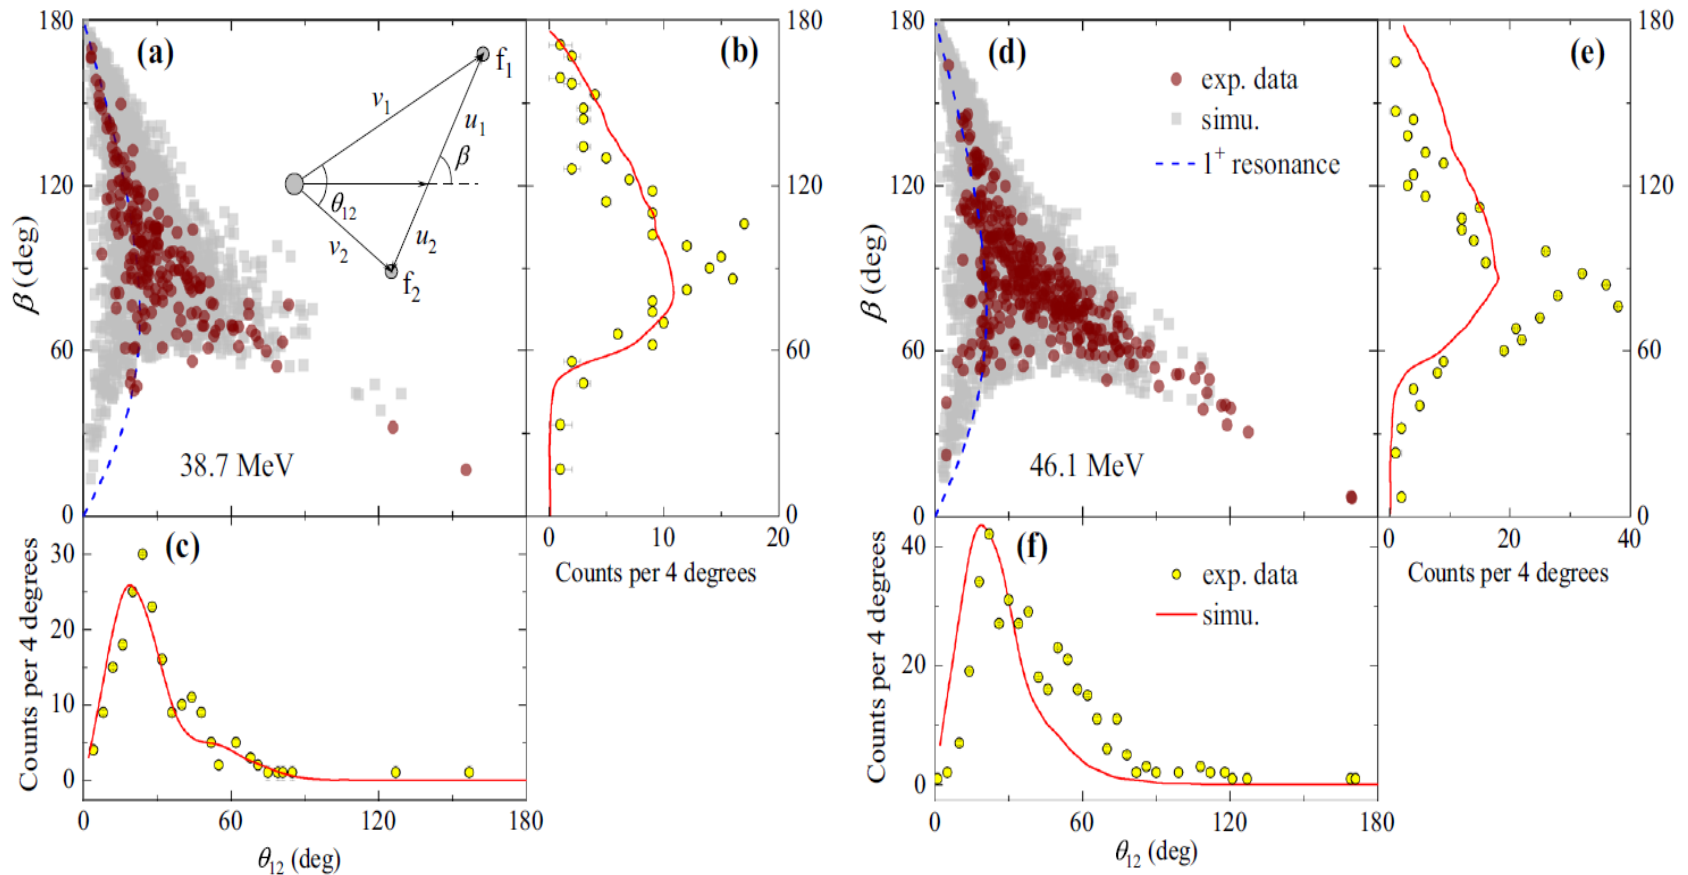 180
120
60
0
β (deg)
(a)
v₁
v₂
u₁
u₂
β
θ₁₂
f₁
f₂
38.7 MeV
(b)
180
120
60
0
0 10 20
Counts per 4 degrees
(c)
30
20
10
0
Counts per 4 degrees
0 60 120 180
θ₁₂ (deg)
180
120
60
0
β (deg)
(d)
exp. data
simu.
1⁺ resonance
46.1 MeV
(e)
180
120
60
0
0 20 40
Counts per 4 degrees
(f)
exp. data
simu.
40
20
0
Counts per 4 degrees
0 60 120 180
θ₁₂ (deg)